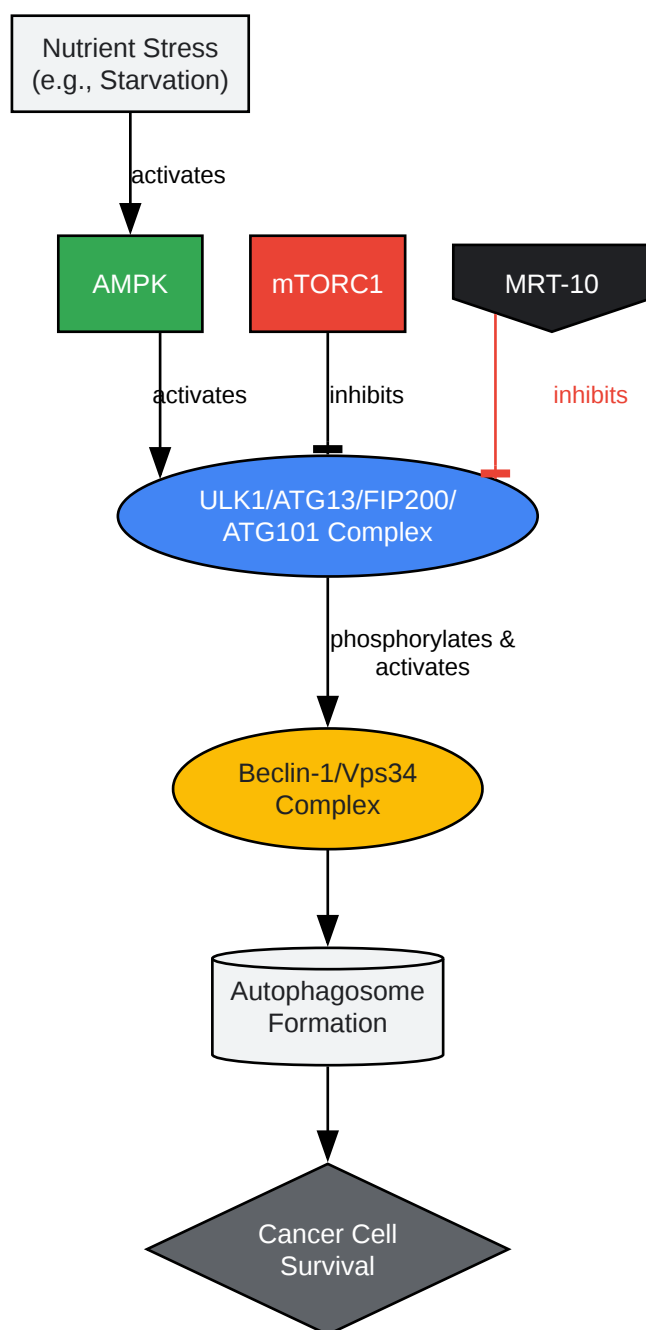 Nutrient Stress
(e.g., Starvation)
activates
AMPK
mTORC1
MRT-10
activates
inhibits
inhibits
ULK1/ATG13/FIP200/
ATG101 Complex
phosphorylates &
activates
Beclin-1/Vps34
Complex
Autophagosome
Formation
Cancer Cell
Survival